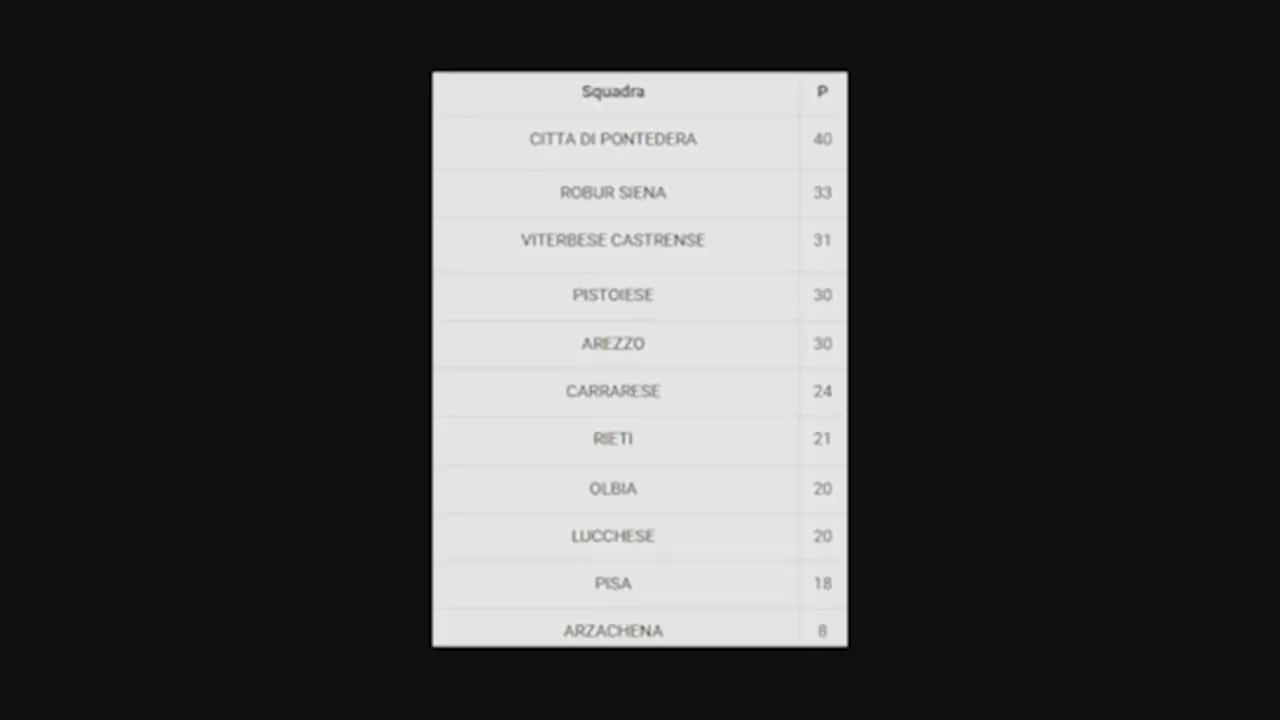 Squadra P
CITTA DI PONTEDERA 40
ROBUR SIENA 33
VITERBESE CASTRENSE 31
PISTOIESE 30
AREZZO 30
CARRARESE 24
RIETI 21
OLBIA 20
LUCCHESE 20
PISA 18
ARZACHENA 8